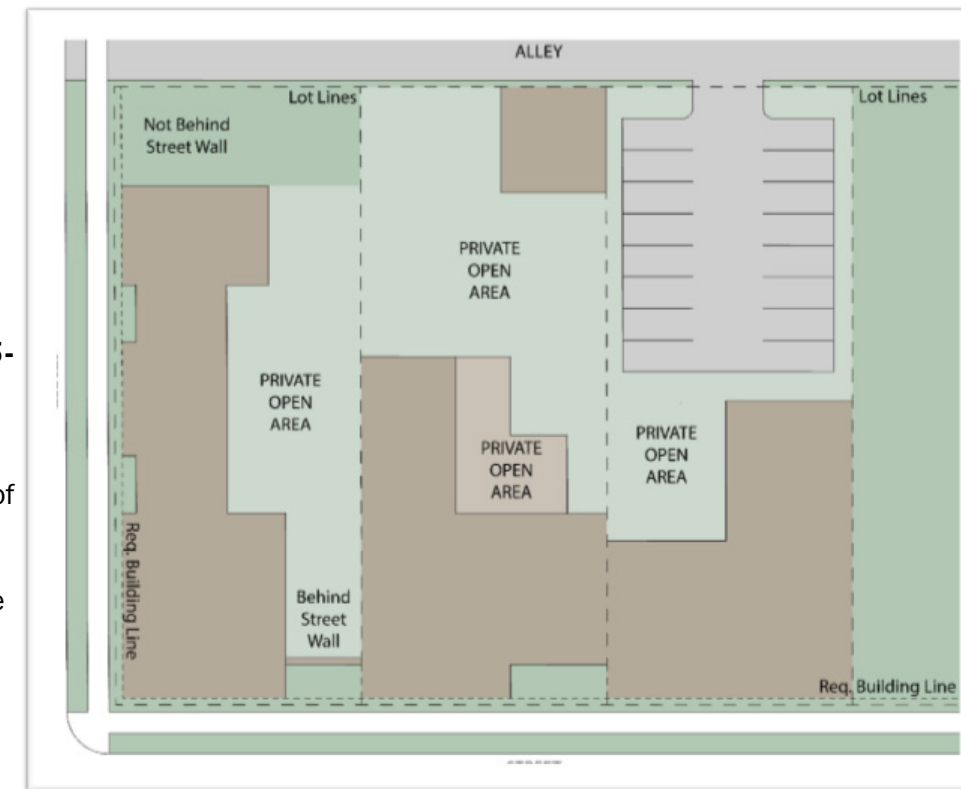 ALLEY
Lot Lines
Lot Lines
Not Behind
Street Wall
PRIVATE
OPEN
AREA
PRIVATE
OPEN
AREA
PRIVATE
OPEN
AREA
PRIVATE
OPEN
AREA
Behind
Street
Wall
Req. Building Line
Req. Building Line
of